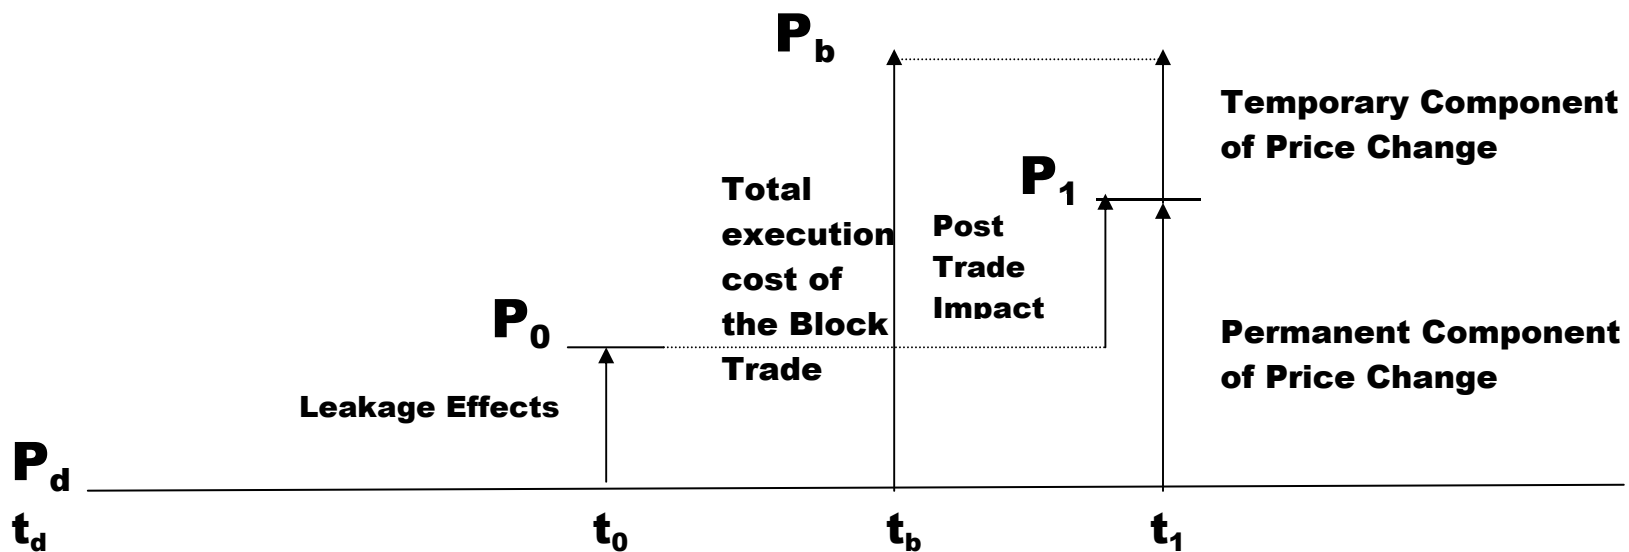 P_b
Temporary Component
of Price Change
P_1
Total
execution
cost of
the Block
Trade
Post
Trade
Impact
P_0
Permanent Component
of Price Change
Leakage Effects
P_d
t_d
t_0
t_b
t_1